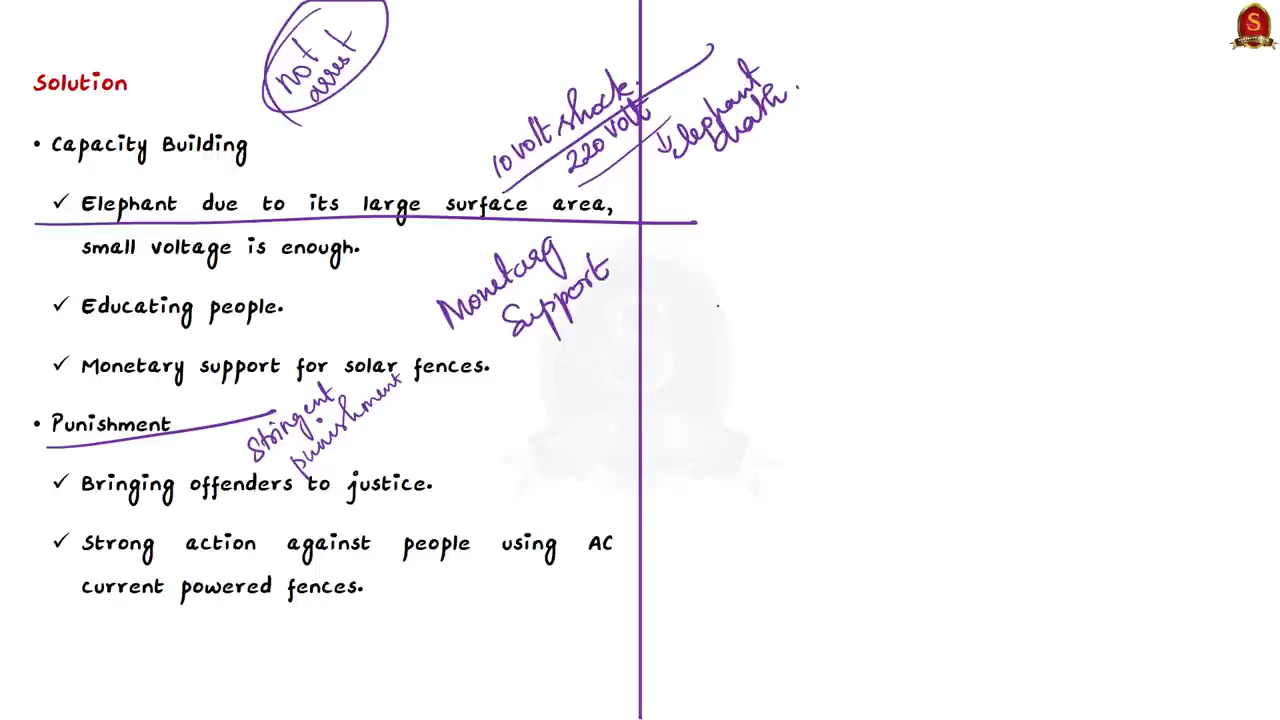 not
arrest
Solution
10 volt shock.
220 volt
Elephant
death.
• Capacity Building
✓ Elephant due to its large surface area,
small voltage is enough.
Monetary
Support
✓ Educating people.
✓ Monetary support for solar fences.
• Punishment
Stringent
punishment
✓ Bringing offenders to justice.
✓ Strong action against people using AC
current powered fences.
S